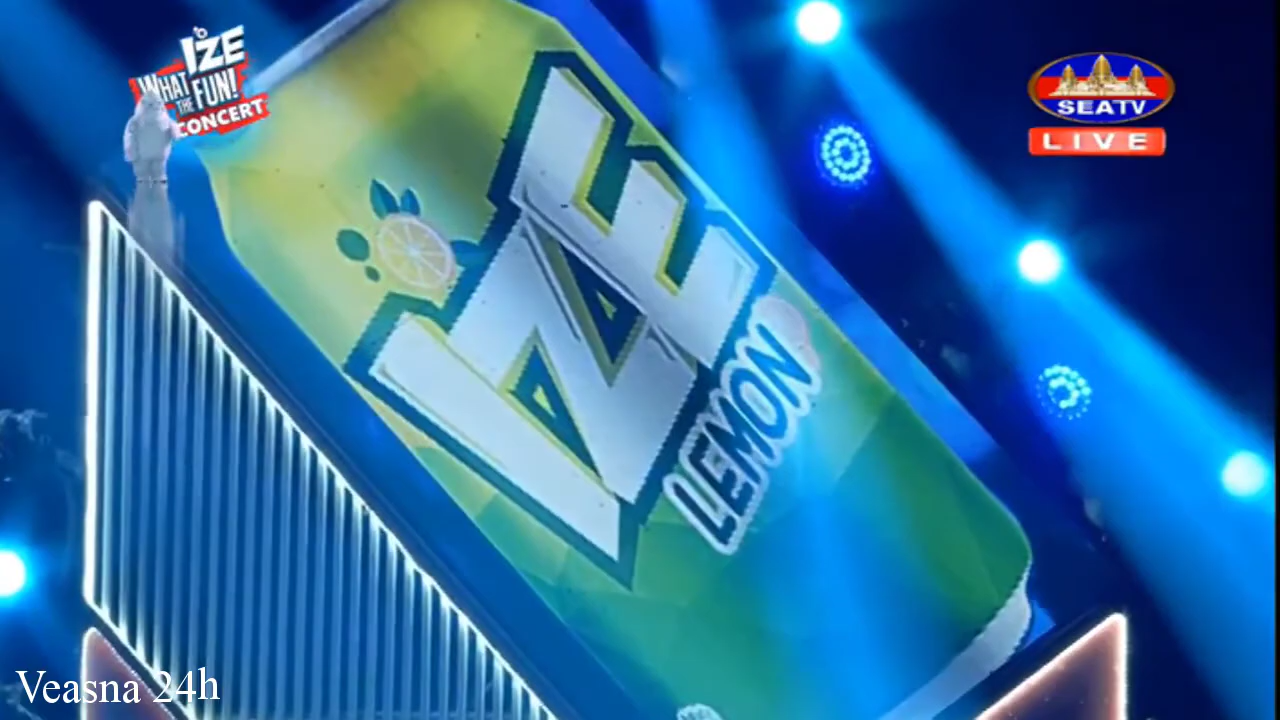 IZE
WHAT
THE FUN!
CONCERT
SEATV
LIVE
IZE
LEMON
Veasna 24h